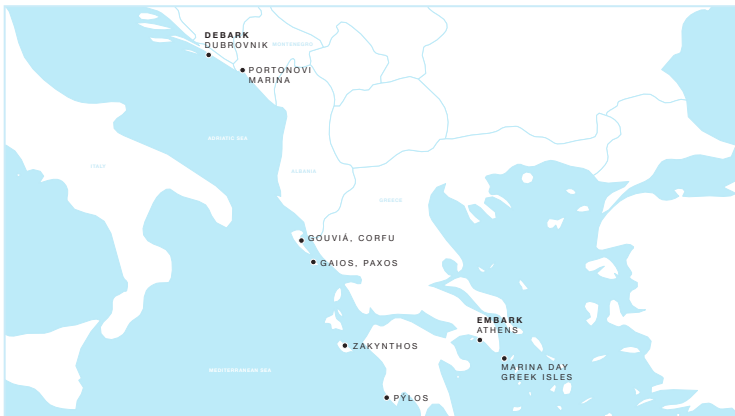 DEBARK
DUBROVNIK
MONTENEGRO
PORTONOVI
MARINA
ADRIATIC SEA
ITALY
ALBANIA
GREECE
GOUVIÁ, CORFU
GAIOS, PAXOS
EMBARK
ATHENS
ZAKYNTHOS
MARINA DAY
GREEK ISLES
MEDITERRANEAN SEA
PÝLOS